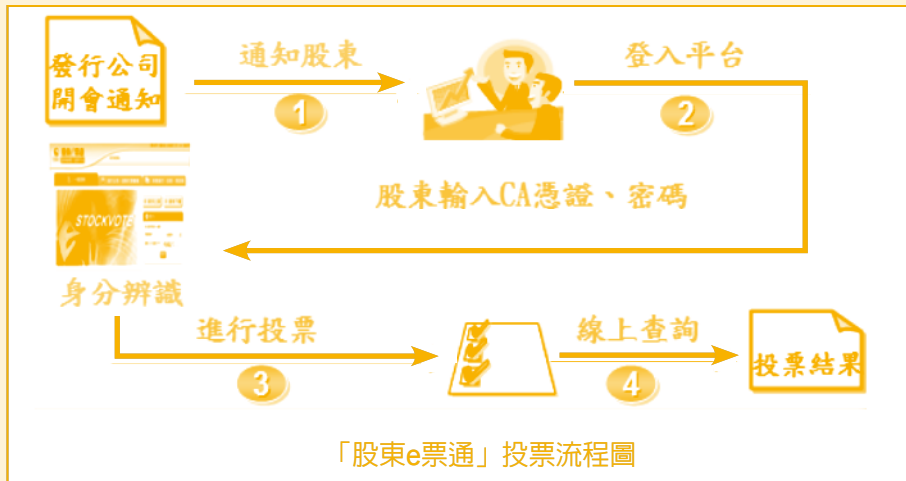 發行公司
開會通知
通知股東
1
登入平台
2
股東輸入CA憑證、密碼
STOCKVOTE
身分辨識
進行投票
3
線上查詢
4
投票結果
「股東e票通」投票流程圖